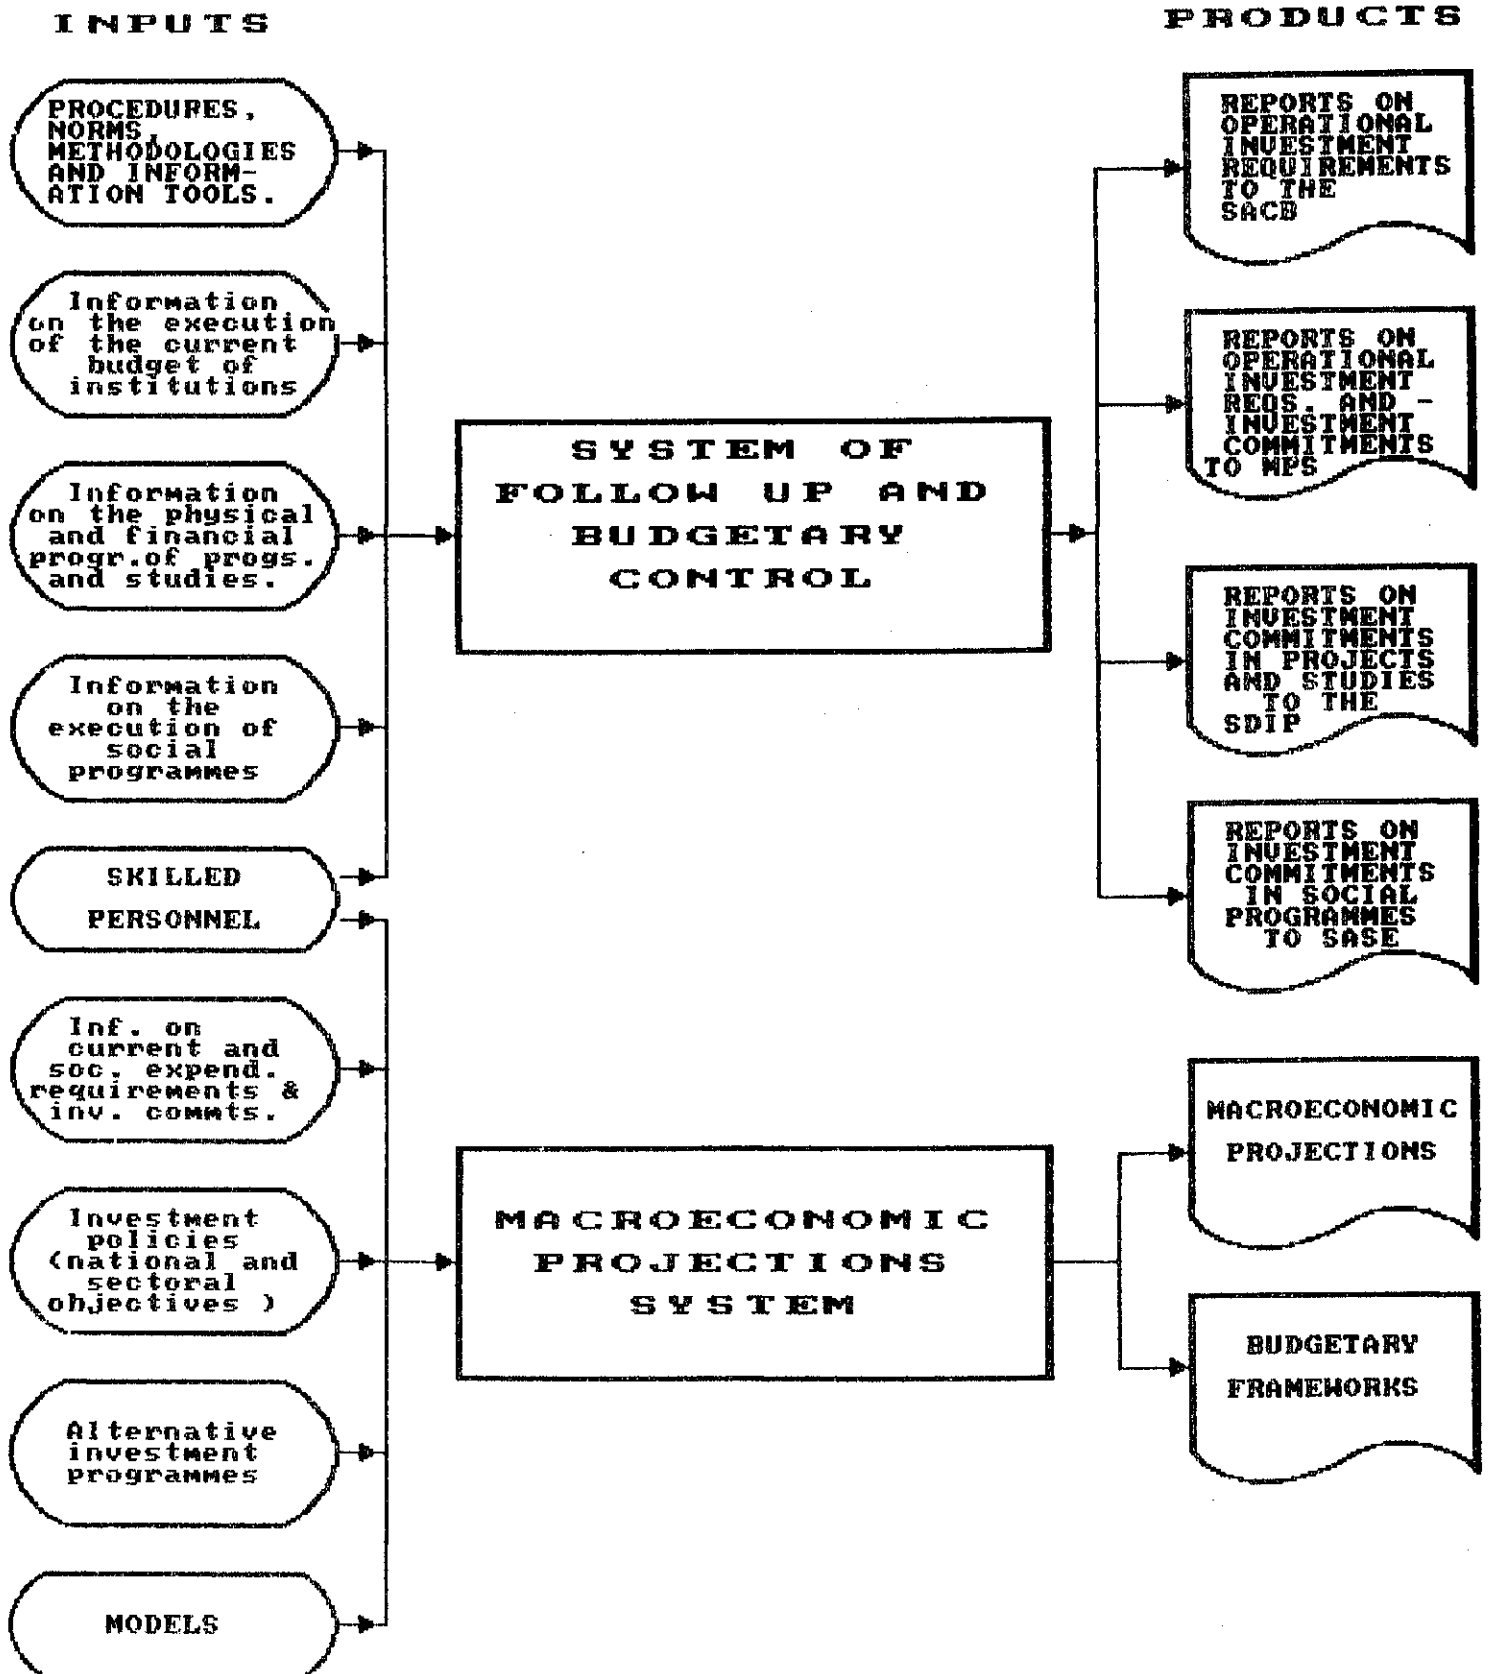 INPUTS
PROCEDURES,
NORMS,
METHODOLOGIES
AND INFORM-
ATION TOOLS.
Information
on the execution
of the current
budget of
institutions
Information
on the physical
and financial
progr.of progs.
and studies.
Information
on the
execution of
social
programmes
SKILLED
PERSONNEL
Inf. on
current and
soc. expend.
requirements &
inv. commts.
Investment
policies
(national and
sectoral
objectives )
Alternative
investment
programmes
MODELS
SYSTEM OF
FOLLOW UP AND
BUDGETARY
CONTROL
MACROECONOMIC
PROJECTIONS
SYSTEM
PRODUCTS
REPORTS ON
OPERATIONAL
INVESTMENT
REQUIREMENTS
TO THE
SACB
REPORTS ON
OPERATIONAL
INVESTMENT
REQS. AND -
INVESTMENT
COMMITMENTS
TO MPS
REPORTS ON
INVESTMENT
COMMITMENTS
IN PROJECTS
AND STUDIES
TO THE
SDIP
REPORTS ON
INVESTMENT
COMMITMENTS
IN SOCIAL
PROGRAMMES
TO SASE
MACROECONOMIC
PROJECTIONS
BUDGETARY
FRAMEWORKS